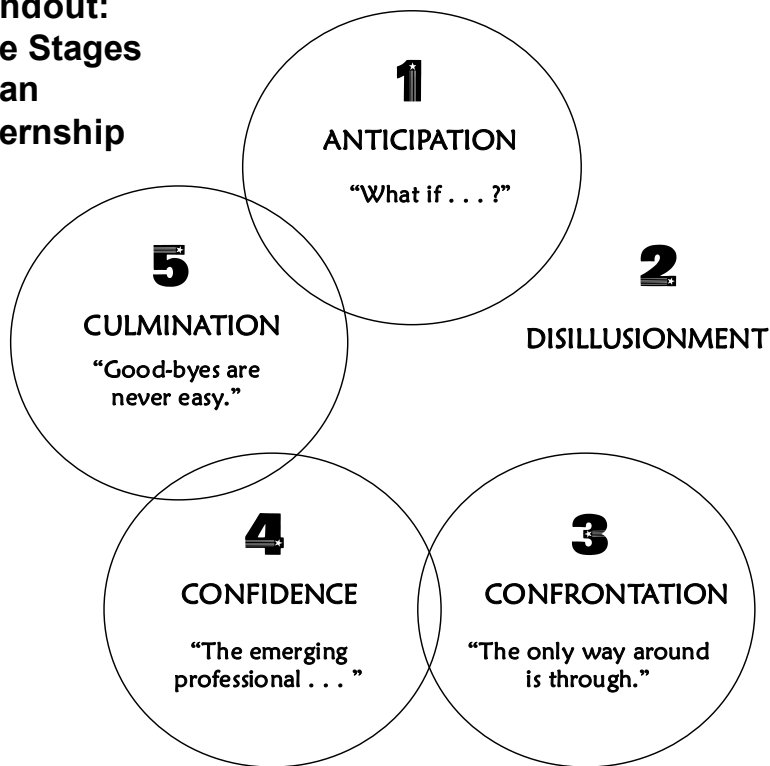 ndout:
e Stages
an
ernship
1
ANTICIPATION
“What if . . . ?”
2
DISILLUSIONMENT
3
CONFRONTATION
“The only way around
is through.”
4
CONFIDENCE
“The emerging
professional . . . ”
5
CULMINATION
“Good-byes are
never easy.”